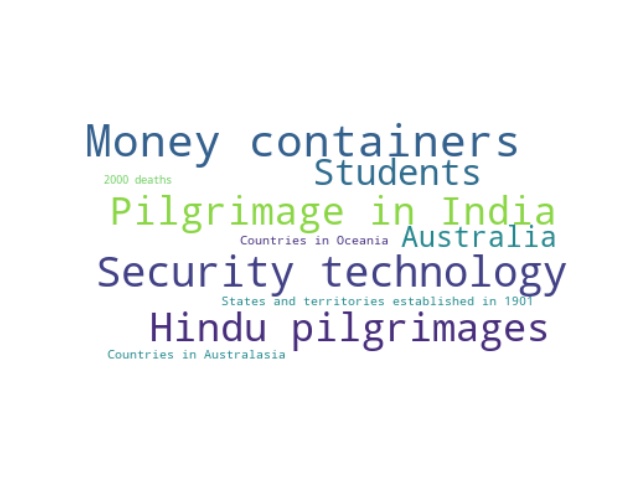 Money containers
Students
2000 deaths
Pilgrimage in India
Countries in Oceania
Australia
Security technology
States and territories established in 1901
Hindu pilgrimages
Countries in Australasia